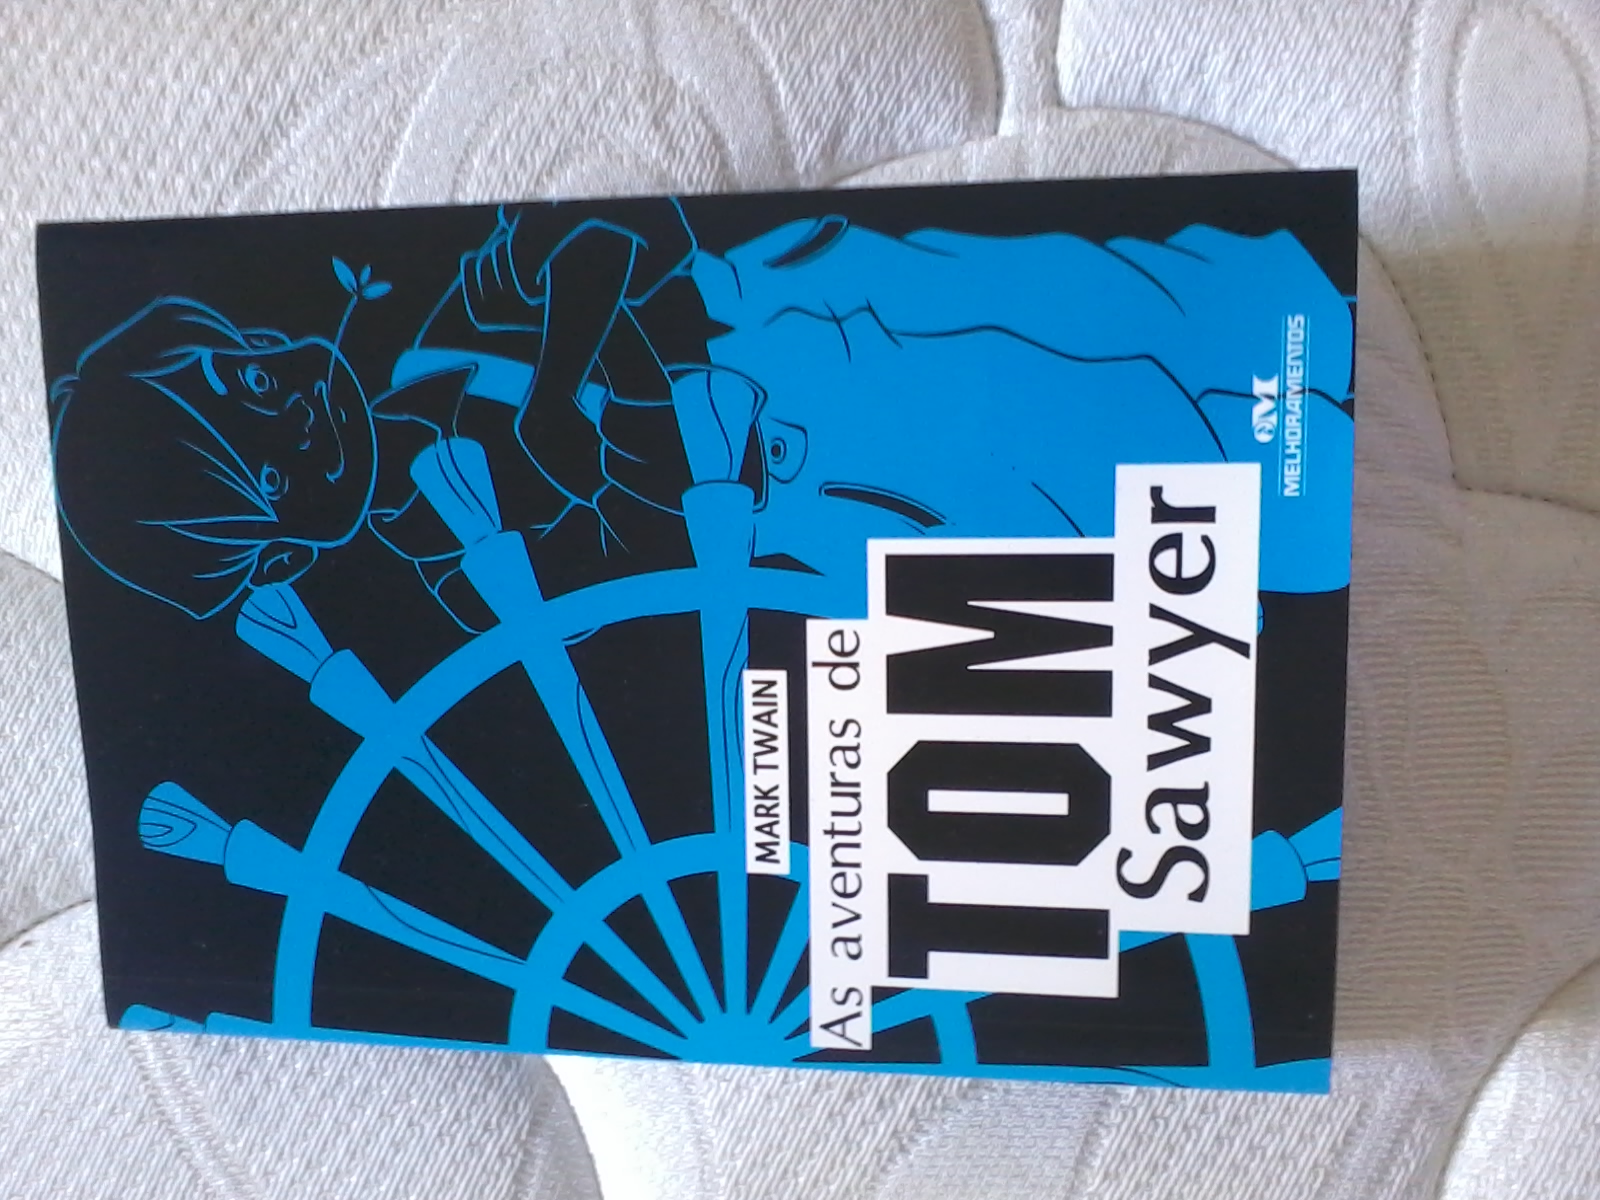 MARK TWAIN
As aventuras de
TOM
Sawyer
MELHORAMENTOS